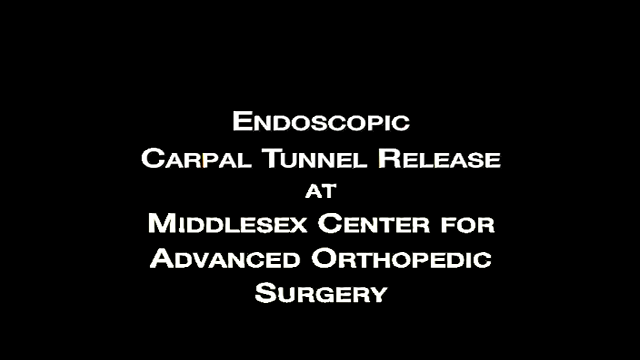 ENDOSCOPIC
CARPAL TUNNEL RELEASE
AT
MIDDLESEX CENTER FOR
ADVANCED ORTHOPEDIC
SURGERY